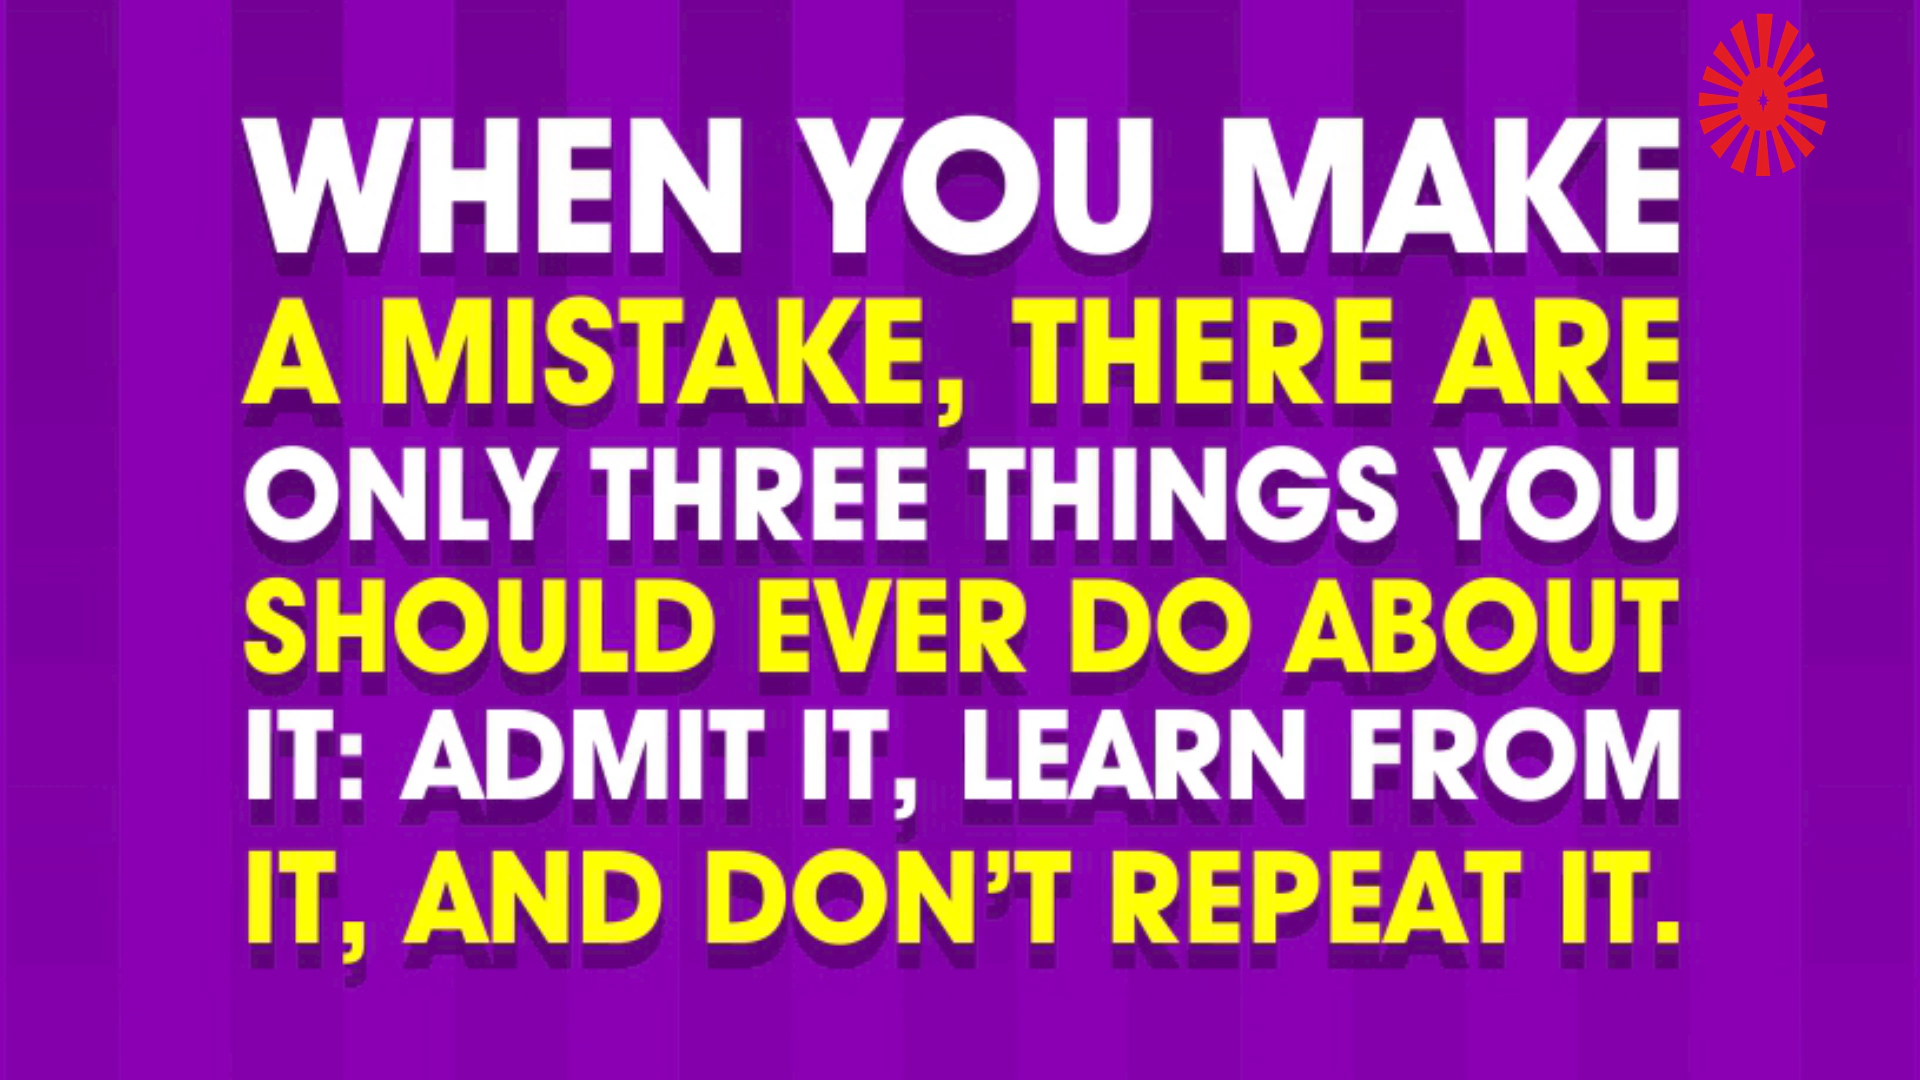 WHEN YOU MAKE
A MISTAKE, THERE ARE
ONLY THREE THINGS YOU
SHOULD EVER DO ABOUT
IT: ADMIT IT, LEARN FROM
IT, AND DON’T REPEAT IT.